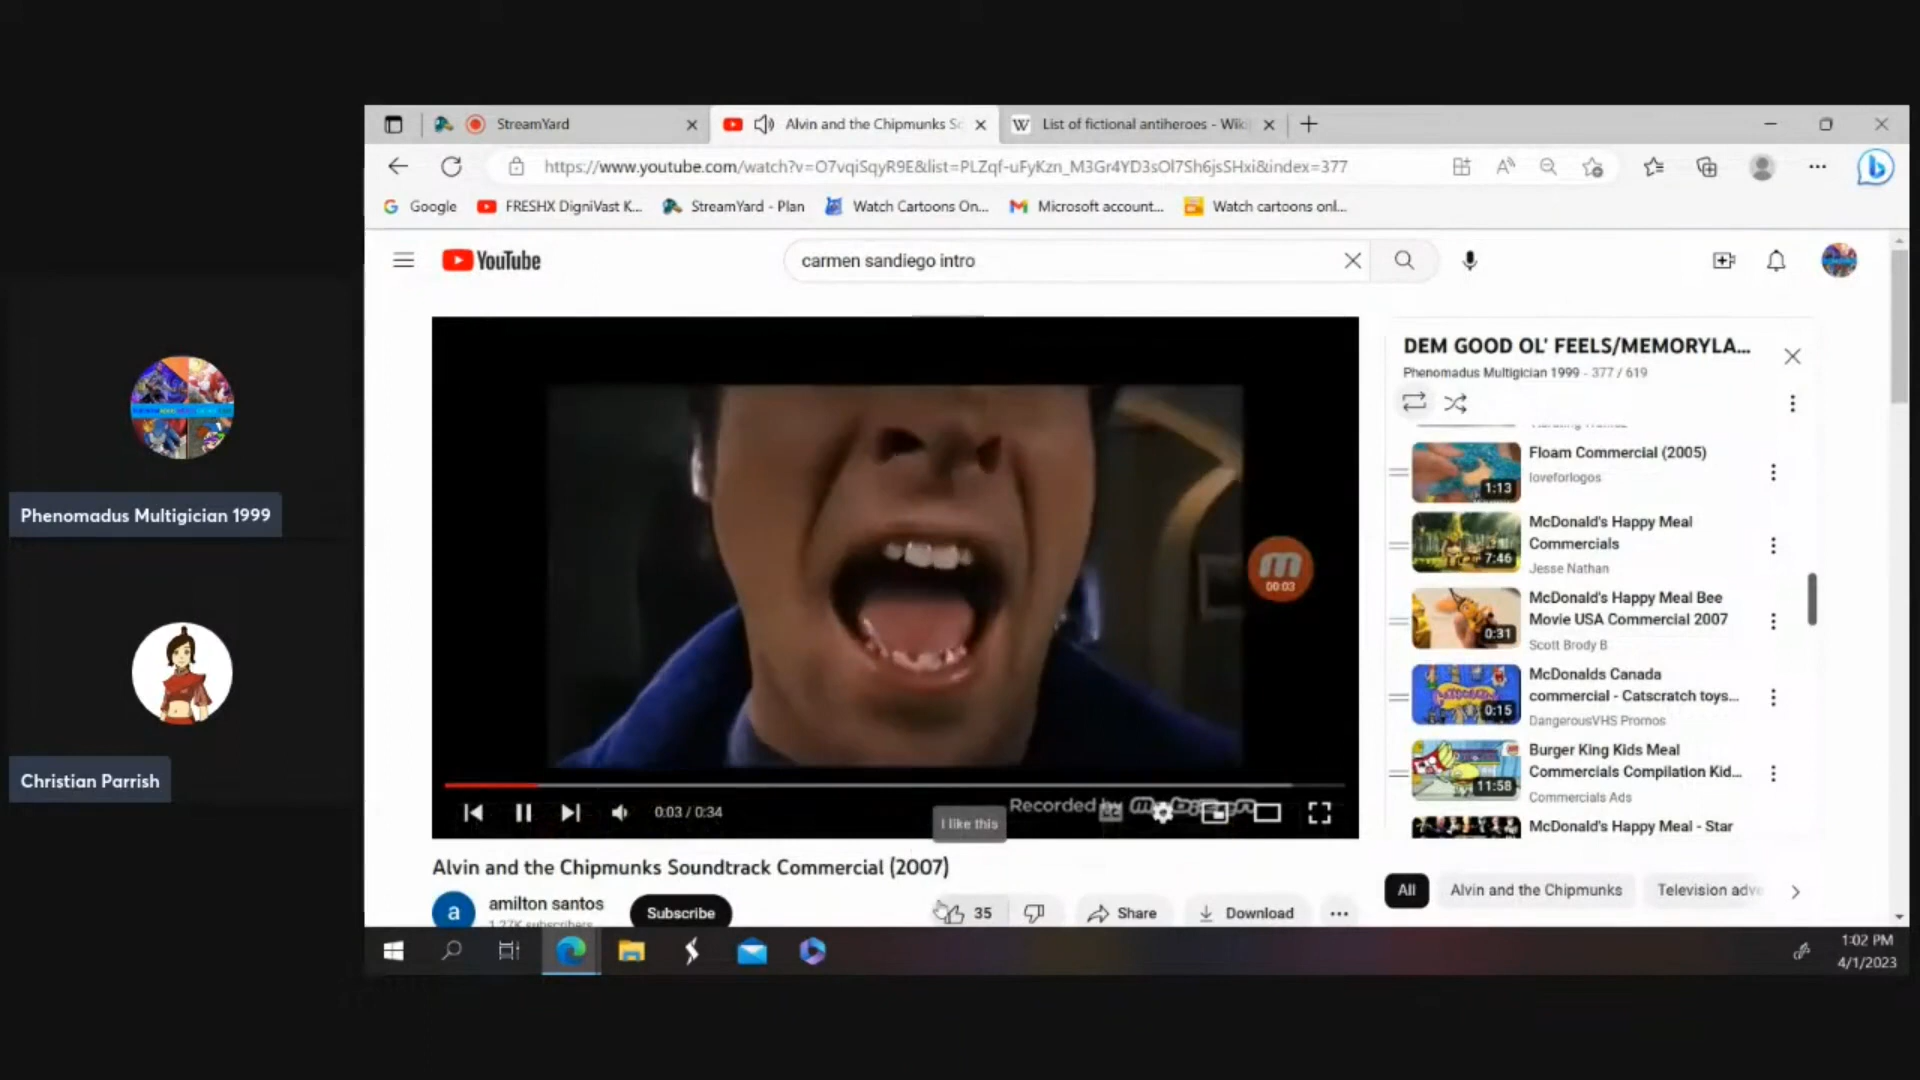 StreamYard
Alvin and the Chipmunks So
List of fictional antiheroes - Wiki
https://www.youtube.com/watch?v=O7vqiSqyR9E&list=PLZqf-uFyKzn_M3Gr4YD3sOl7Sh6jsSHxi&index=377
Google
FRESHX DigniVast K...
StreamYard - Plan
Watch Cartoons On...
Microsoft account...
Watch cartoons onl...
YouTube
carmen sandiego intro
Phenomadus Multigician 1999
Christian Parrish
00:03
0:03 / 0:34
Recorded by
I like this
Alvin and the Chipmunks Soundtrack Commercial (2007)
a
amilton santos
1.27K subscribers
Subscribe
35
Share
Download
DEM GOOD OL' FEELS/MEMORYLA...
Phenomadus Multigician 1999 - 377 / 619
1:13
Floam Commercial (2005)
loveforlogos
7:46
McDonald's Happy Meal
Commercials
Jesse Nathan
0:31
McDonald's Happy Meal Bee
Movie USA Commercial 2007
Scott Brody B
0:15
McDonalds Canada
commercial - Catscratch toys...
DangerousVHS Promos
11:58
Burger King Kids Meal
Commercials Compilation Kid...
Commercials Ads
McDonald's Happy Meal - Star
All
Alvin and the Chipmunks
Television adve
1:02 PM
4/1/2023